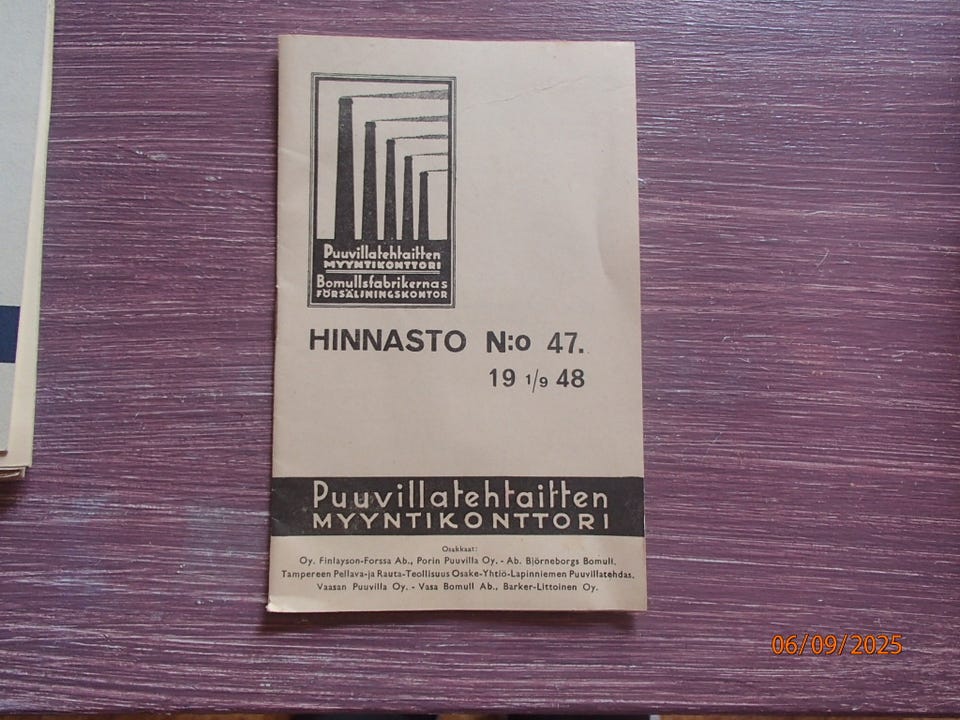 Puuvillatehtaitten
MYYNTIKONTTORI
Bomullsfabrikernas
FÖRSÄLJNINGSKONTOR
HINNASTO N:o 47.
19 1/9 48
Puuvillatehtaitten
MYYNTIKONTTORI
Osakkaat:
Oy. Finlayson-Forssa Ab., Porin Puuvilla Oy. - Ab. Björneborgs Bomull.
Tampereen Pellava-ja Rauta-Teollisuus Osake-Yhtiö-Lapinniemen Puuvillatehdas.
Vaasan Puuvilla Oy. - Vasa Bomull Ab., Barker-Littoinen Oy.
06/09/2025